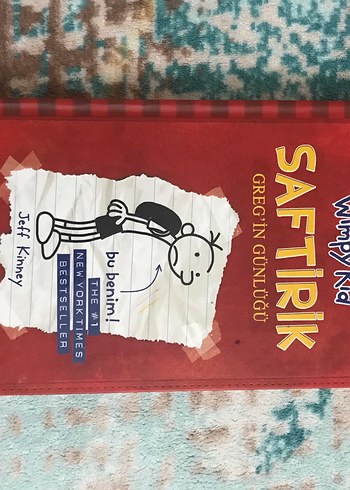 Wimpy Kid
SAFTİRİK
GREG'İN GÜNLÜĞÜ
bu benim!
THE #1
NEW YORK TIMES
BESTSELLER
Jeff Kinney